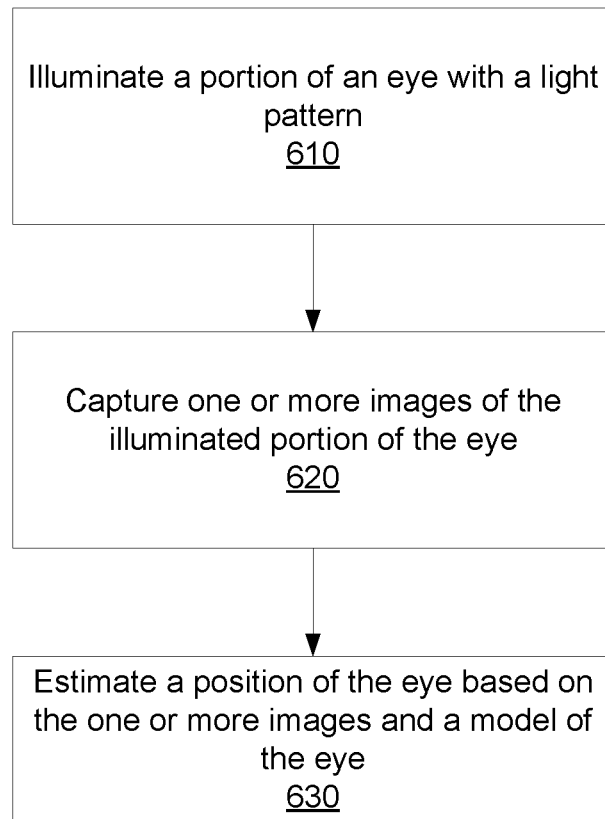 Illuminate a portion of an eye with a light
pattern
610
Capture one or more images of the
illuminated portion of the eye
620
Estimate a position of the eye based on
the one or more images and a model of
the eye
630